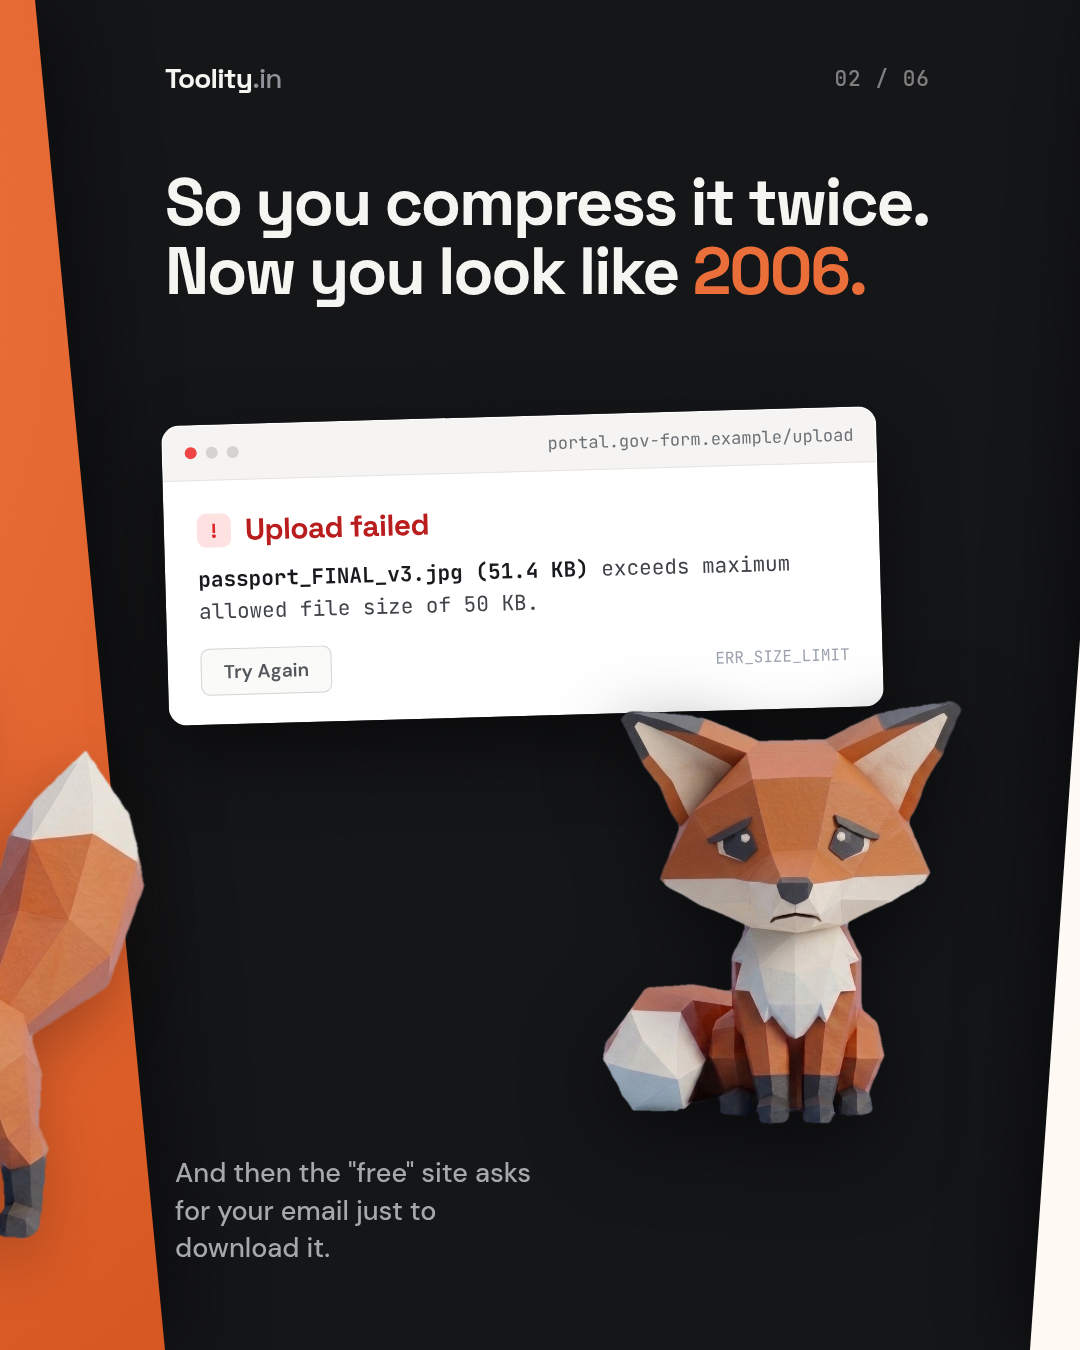 Toolity.in
02 / 06
So you compress it twice.
Now you look like 2006.
portal.gov-form.example/upload
! Upload failed
passport_FINAL_v3.jpg (51.4 KB) exceeds maximum
allowed file size of 50 KB.
Try Again
ERR_SIZE_LIMIT
And then the "free" site asks
for your email just to
download it.